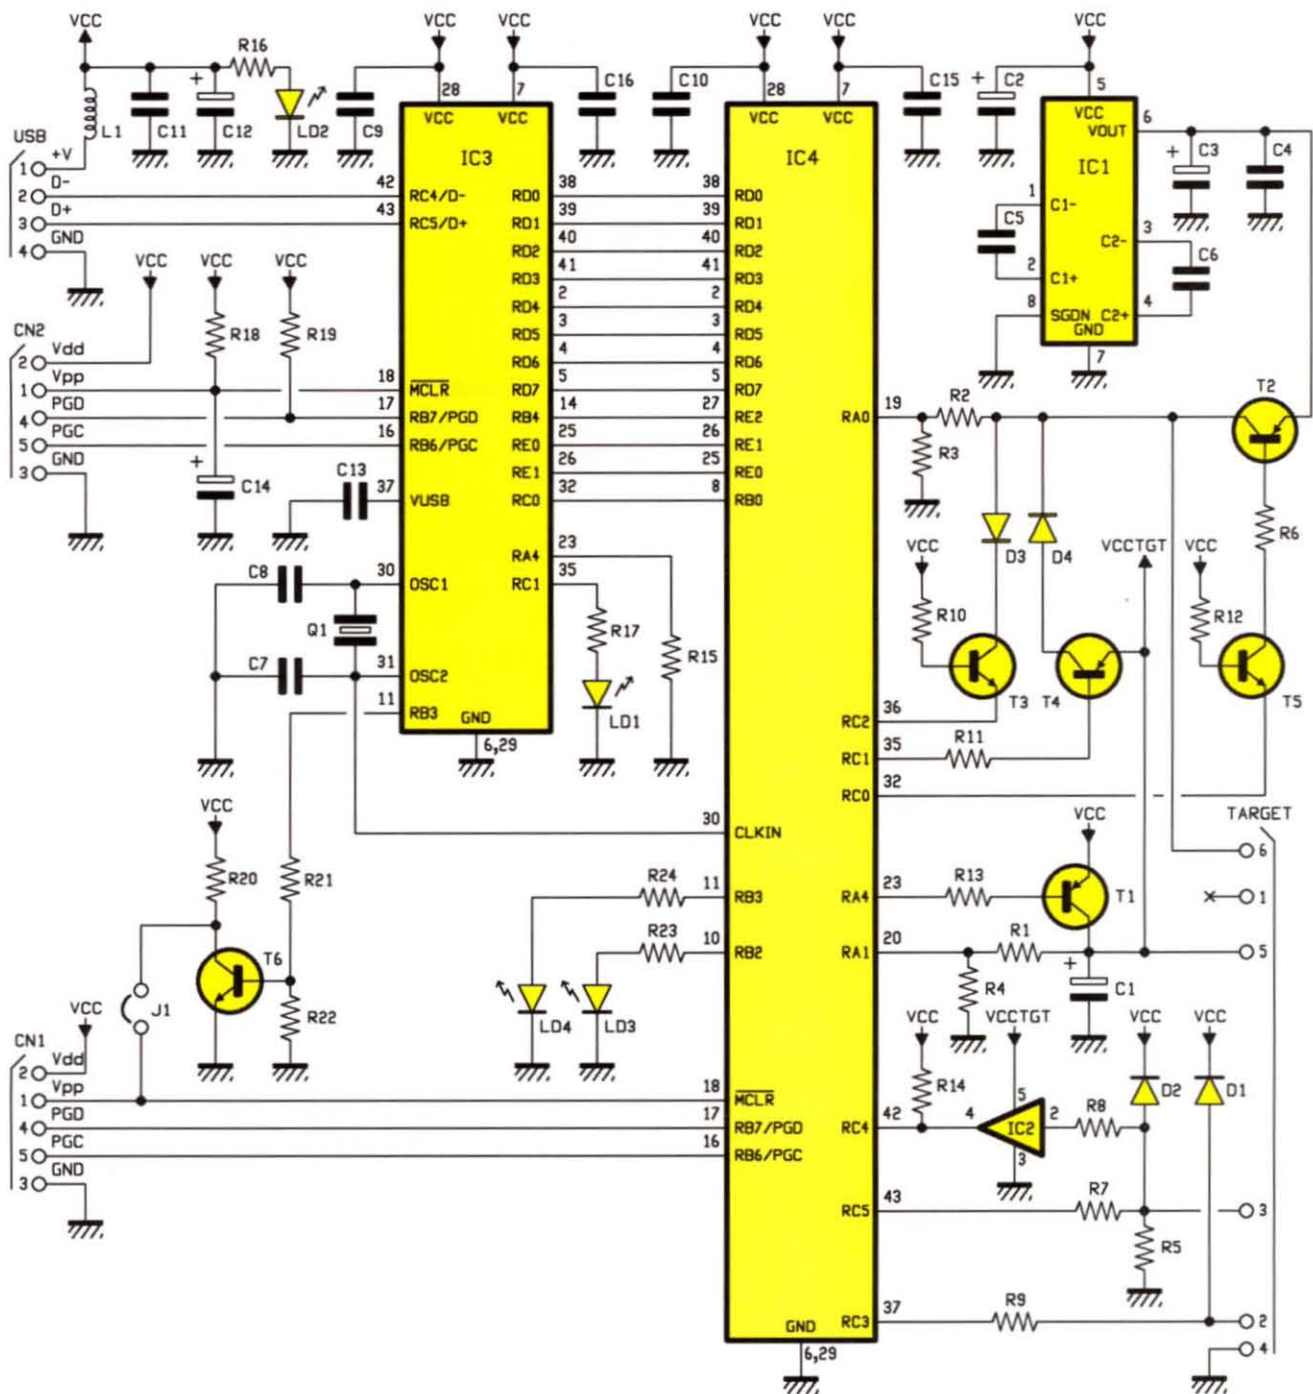 VCC VCC VCC VCC VCC VCC
R16
+
C11 C12 LD2 C9 C16 C10 C15 + C2
L1
28 7 28 7 5
VCC VCC VCC VCC VCC
VOUT 6
IC3 IC4 IC1
+ C3 C4
USB
1 +V
2 D-
3 D+
4 GND
42 RC4/D- RD0 38 38 RD0
43 RC5/D+ RD1 39 39 RD1
RD2 40 40 RD2
RD3 41 41 RD3
RD4 2 2 RD4
RD5 3 3 RD5
RD6 4 4 RD6
RD7 5 5 RD7
RB4 14 27 RE2
RE0 25 26 RE1
RE1 26 25 RE0
RC0 32 8 RB0
1 C1-
C5
2 C1+
8 SGDN
C2- 3
C6
C2+ 4
GND
7
VCC VCC VCC
R18 R19
CN2
2 Vdd
1 Vpp
4 PGD
5 PGC
3 GND
18 MCLR
17 RB7/PGD
16 RB6/PGC
+ C14
C13 37 VUSB
RA4 23
RC1 35
C8 30 OSC1
Q1
C7 31 OSC2
11 RB3
GND
6,29
R17
LD1
R15
RA0 19
R2
R3
T2
D3 D4
R6
VCC VCCTGT VCC
R10 R12
T3 T4 T5
RC2 36
RC1 35 R11
RC0 32
30 CLKIN
VCC
R20 R21
T6
R22
J1
R24 11 RB3
R23 10 RB2
LD4 LD3
VCC
TARGET
RA4 23 R13 T1
RA1 20 R1
R4
+ C1
6
1
5
3
2
4
VCC
CN1
2 Vdd
1 Vpp
4 PGD
5 PGC
3 GND
18 MCLR
17 RB7/PGD
16 RB6/PGC
VCC VCCTGT VCC VCC
R14 5 D2 D1
RC4 42 4 IC2 2 R8
3
RC5 43 R7
R5
RC3 37 R9
GND
6,29